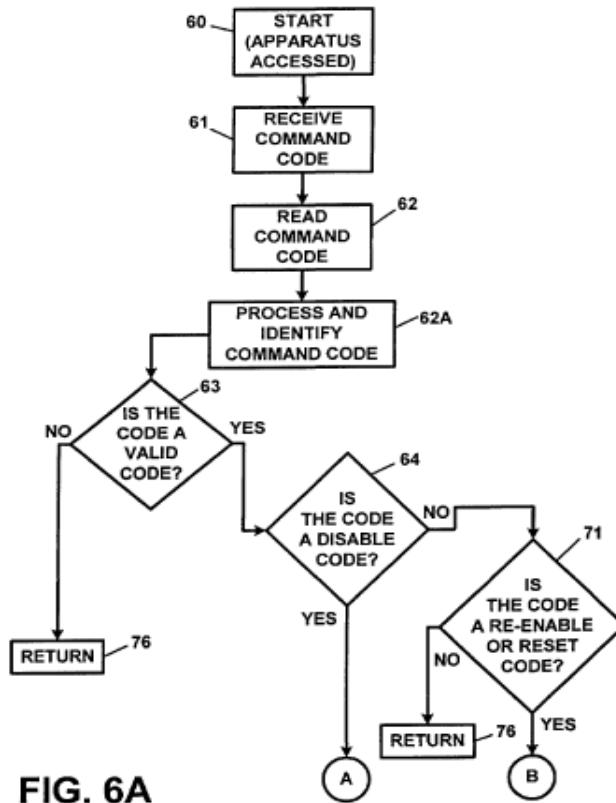 60
START
(APPARATUS
ACCESSED)
61
RECEIVE
COMMAND
CODE
62
READ
COMMAND
CODE
PROCESS AND
IDENTIFY
COMMAND CODE
62A
63
IS THE
CODE A
VALID
CODE?
NO
YES
64
IS
THE CODE
A DISABLE
CODE?
NO
YES
71
IS
THE CODE
A RE-ENABLE
OR RESET
CODE?
NO
YES
RETURN
76
RETURN
76
A
B
FIG. 6A